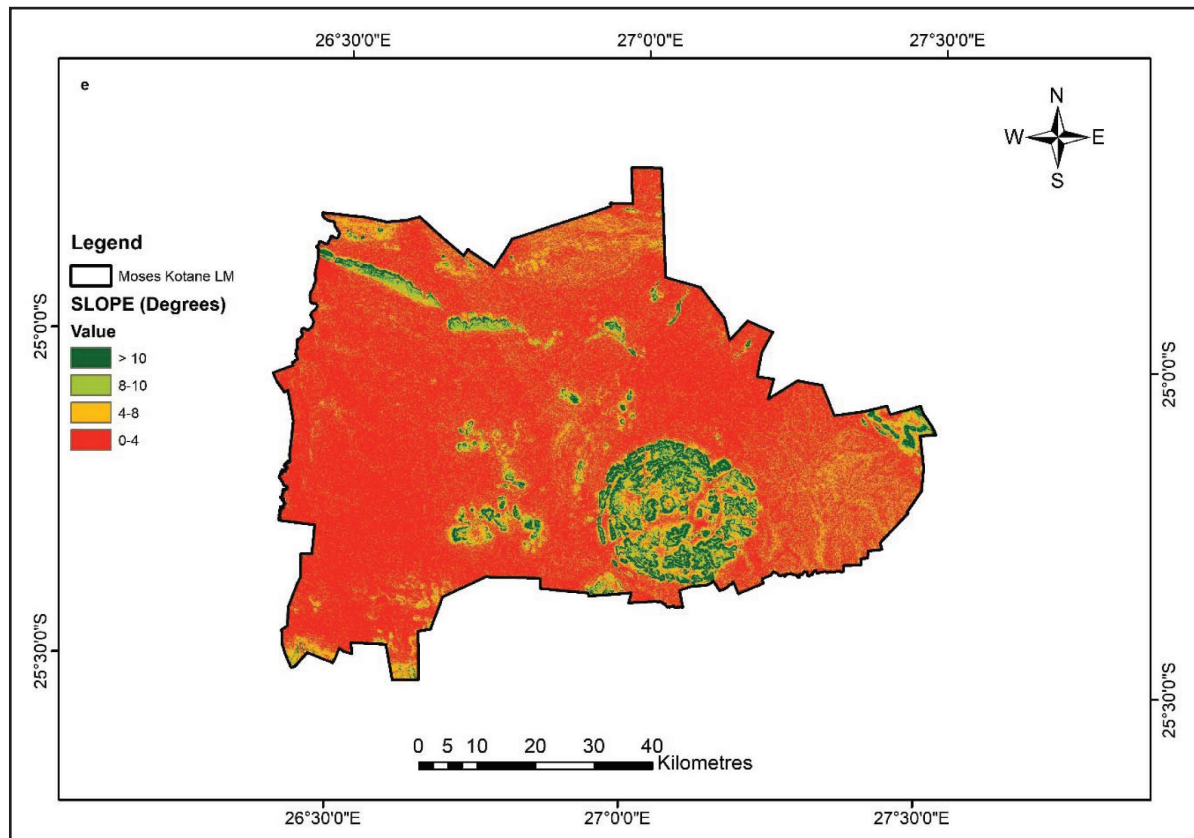 26°30'0"E 27°0'0"E 27°30'0"E
e
N
W E
S
Legend
Moses Kotane LM
SLOPE (Degrees)
Value
> 10
8-10
4-8
0-4
25°0'0"S
25°0'0"S
25°30'0"S
25°30'0"S
0 5 10 20 30 40
Kilometres
26°30'0"E 27°0'0"E 27°30'0"E